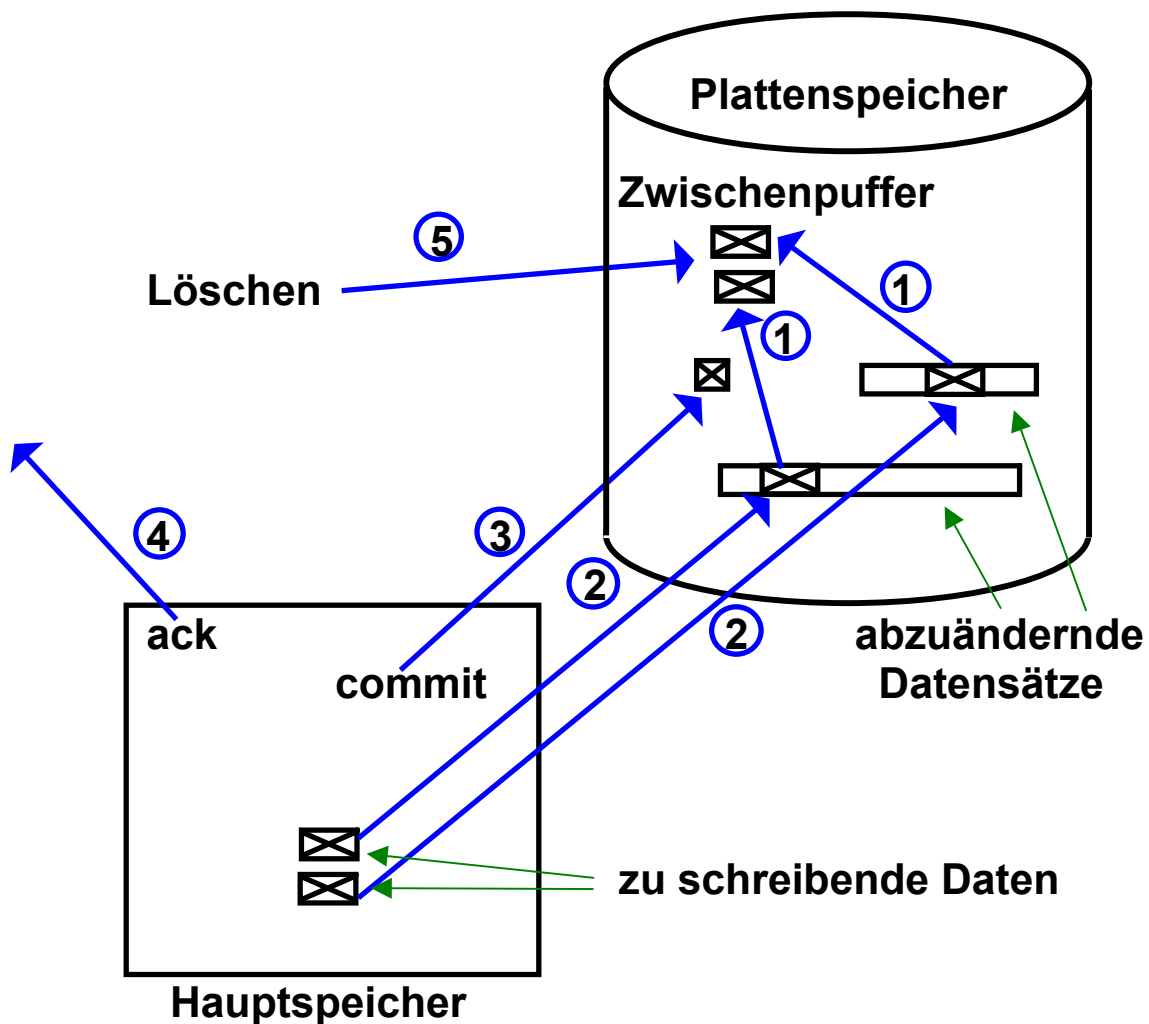 Plattenspeicher
Zwischenpuffer
5
Löschen
1
1
4
3
2
2
ack
commit
abzuändernde
Datensätze
zu schreibende Daten
Hauptspeicher